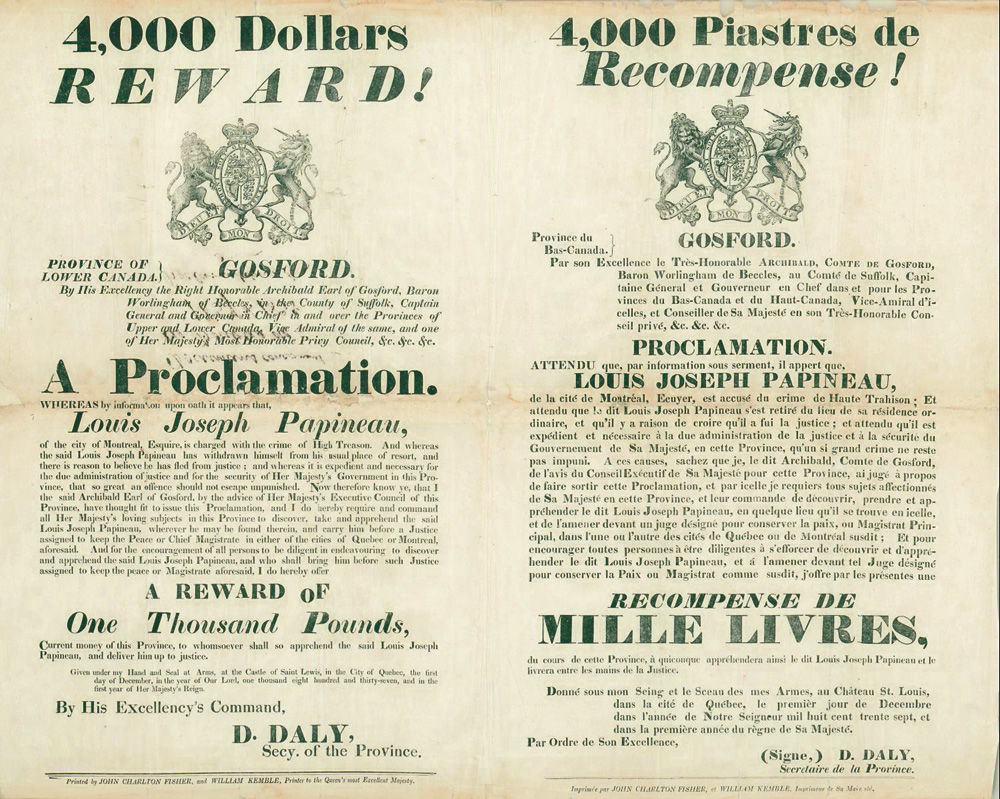 4,000 Dollars
REWARD!
DIEU ET
MON
DROIT
PROVINCE OF
LOWER CANADA.
GOSFORD.
By His Excellency the Right Honorable Archibald Earl of Gosford, Baron
Worlingham of Beccles, in the County of Suffolk, Captain
General and Governor in Chief in and over the Provinces of
Upper and Lower Canada, Vice Admiral of the same, and one
of Her Majesty's Most Honorable Privy Council, &c. &c. &c.
A Proclamation.
WHEREAS by information upon oath it appears that,
Louis Joseph Papineau,
of the city of Montreal, Esquire, is charged with the crime of High Treason. And whereas
the said Louis Joseph Papineau has withdrawn himself from his usual place of resort, and
there is reason to believe he has fled from justice; and whereas it is expedient and necessary for
the due administration of justice and for the security of Her Majesty's Government in this Pro-
vince, that so great an offence should not escape unpunished. Now therefore know ye, that I
the said Archibald Earl of Gosford, by the advice of Her Majesty's Executive Council of this
Province, have thought fit to issue this Proclamation, and I do hereby require and command
all Her Majesty's loving subjects in this Province to discover, take and apprehend the said
Louis Joseph Papineau, wherever he may be found therein, and carry him before a Justice
assigned to keep the Peace or Chief Magistrate in either of the cities of Quebec or Montreal,
aforesaid. And for the encouragement of all persons to be diligent in endeavouring to discover
and apprehend the said Louis Joseph Papineau, and who shall bring him before such Justice
assigned to keep the peace or Magistrate aforesaid, I do hereby offer
A REWARD OF
One Thousand Pounds,
Current money of this Province, to whomsoever shall so apprehend the said Louis Joseph
Papineau, and deliver him up to justice.
Given under my Hand and Seal at Arms, at the Castle of Saint Lewis, in the City of Quebec, the first
day of December, in the year of Our Lord, one thousand eight hundred and thirty-seven, and in the
first year of Her Majesty's Reign.
By His Excellency's Command,
D. DALY,
Secy. of the Province.
Printed by JOHN CHARLTON FISHER, and WILLIAM KEMBLE, Printer to the Queen's most Excellent Majesty.
4,000 Piastres de
Recompense!
DIEU ET
MON
DROIT
Province du
Bas-Canada.
GOSFORD.
Par son Excellence le Très-Honorable ARCHIBALD, COMTE DE GOSFORD,
Baron Worlingham de Beccles, au Comté de Suffolk, Capi-
taine Géneral et Gouverneur en Chef dans et pour les Pro-
vinces du Bas-Canada et du Haut-Canada, Vice-Amiral d'i-
celles, et Conseiller de Sa Majesté en son Très-Honorable Con-
seil privé, &c. &c. &c.
PROCLAMATION.
ATTENDU que, par information sous serment, il appert que,
LOUIS JOSEPH PAPINEAU,
de la cité de Montréal, Ecuyer, est accusé du crime de Haute Trahison; Et
attendu que le dit Louis Joseph Papineau s'est retiré du lieu de sa résidence or-
dinaire, et qu'il y a raison de croire qu'il a fui la justice; et attendu qu'il est
expédient et nécessaire à la due administration de la justice et à la sécurité du
Gouvernement de Sa Majesté, en cette Province, qu'un si grand crime ne reste
pas impuni. A ces causes, sachez que je, le dit Archibald, Comte de Gosford,
de l'avis du Conseil Exécutif de Sa Majesté pour cette Province, ai jugé à propos
de faire sortir cette Proclamation, et par icelle je requiers tous sujets affectionnés
de Sa Majesté en cette Province, et leur commande de découvrir, prendre et ap-
préhender le dit Louis Joseph Papineau, en quelque lieu qu'il se trouve en icelle,
et de l'amener devant un juge désigné pour conserver la paix, ou Magistrat Prin-
cipal, dans l'une ou l'autre des cités de Québec ou de Montréal susdit; Et pour
encourager toutes personnes à être diligentes à s'efforcer de découvrir et d'appré-
hender le dit Louis Joseph Papineau, et á l'amener devant tel Juge désigné
pour conserver la Paix ou Magistrat comme susdit, j'offre par les présentes une
RECOMPENSE DE
MILLE LIVRES,
du cours de cette Province, à quiconque appréhendera ainsi le dit Louis Joseph Papineau et le
livrera entre les mains de la Justice.
Donné sous mon Seing et le Sceau des mes Armes, au Château St. Louis,
dans la cité de Québec, le premièr jour de Decembre
dans l'année de Notre Seigneur mil huit cent trente sept, et
dans la première année du règne de Sa Majesté.
Par Ordre de Son Excellence,
(Signe,) D. DALY,
Secretaire de la Province.
Imprimée par JOHN CHARLTON FISHER, et WILLIAM KEMBLE, Imprimeur de Sa Majesté.